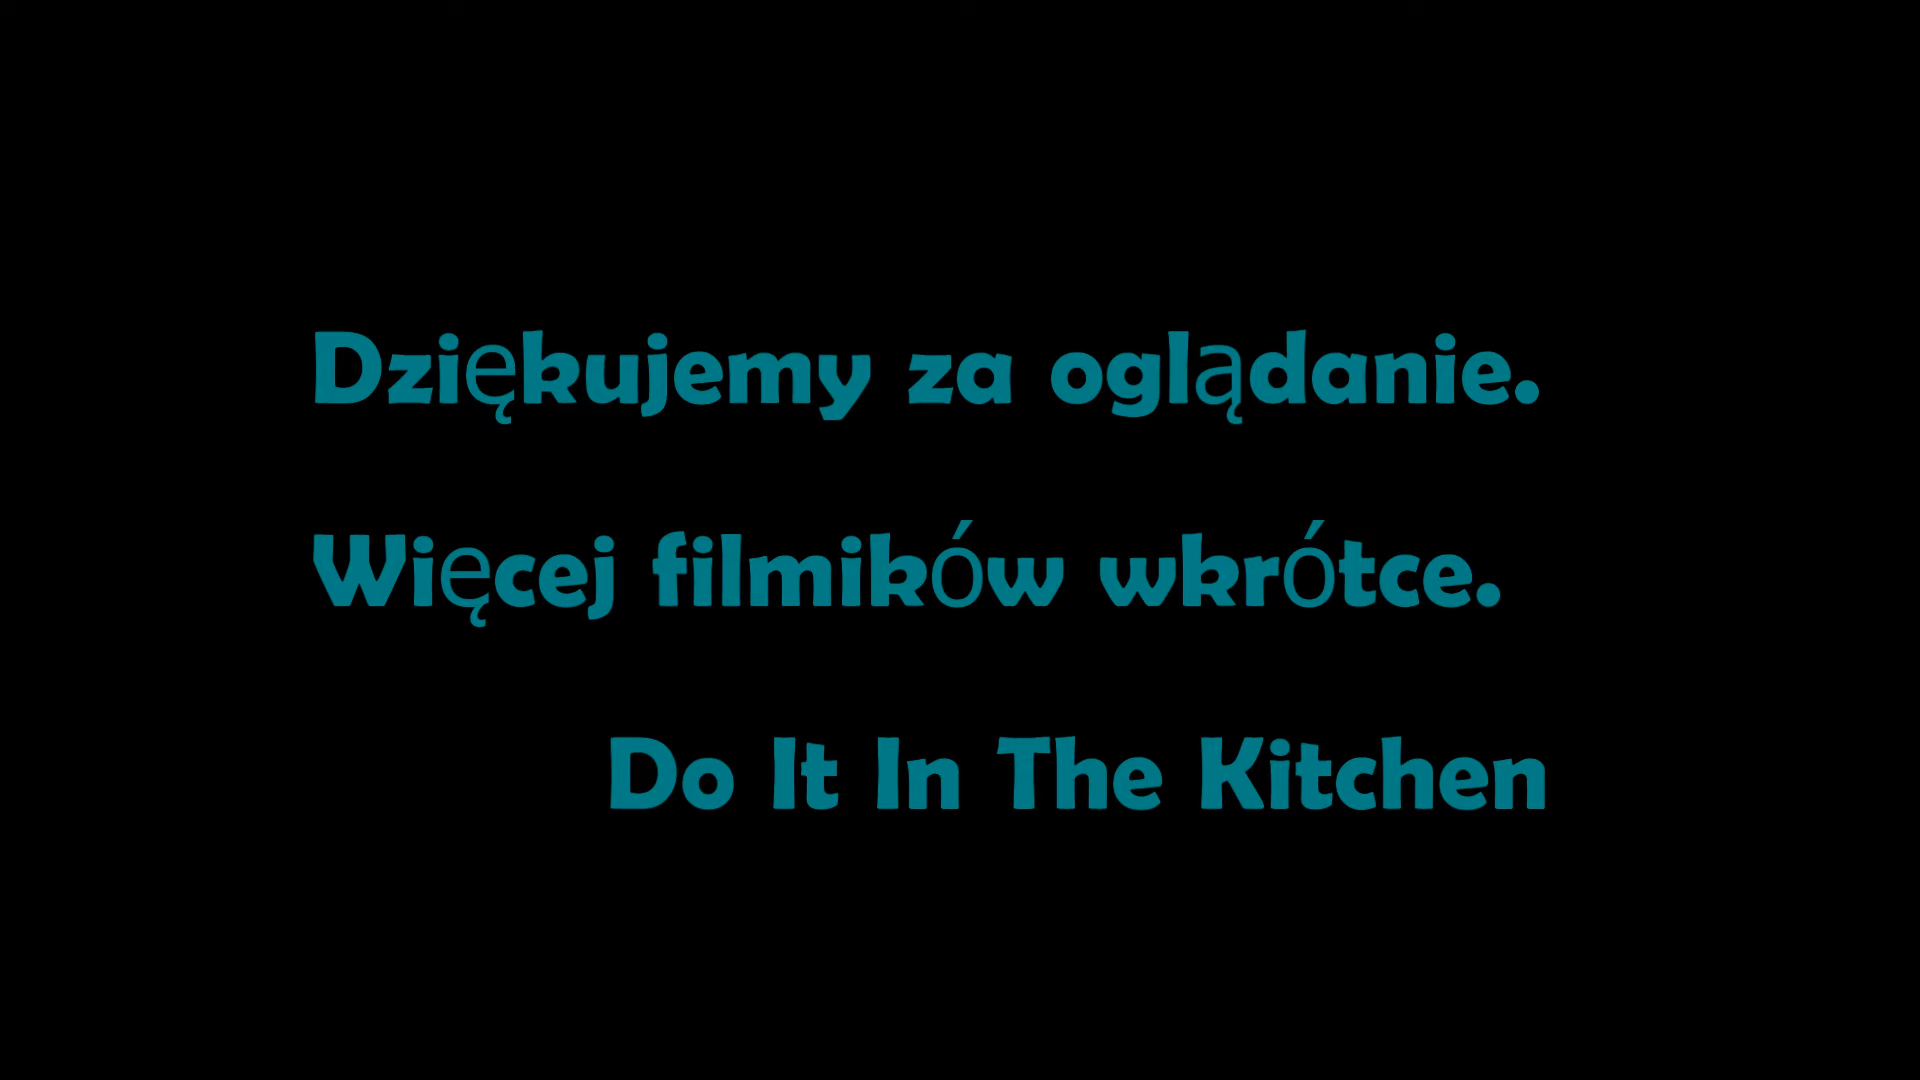 Dziękujemy za oglądanie.
Więcej filmików wkrótce.
Do It In The Kitchen